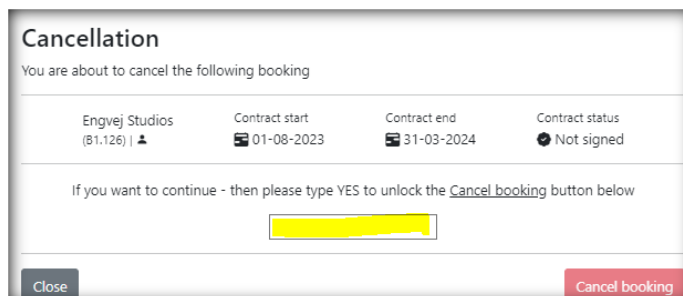 Cancellation
You are about to cancel the following booking
Engvej Studios
(B1.126) |
Contract start
01-08-2023
Contract end
31-03-2024
Contract status
Not signed
If you want to continue - then please type YES to unlock the Cancel booking button below
Close
Cancel booking